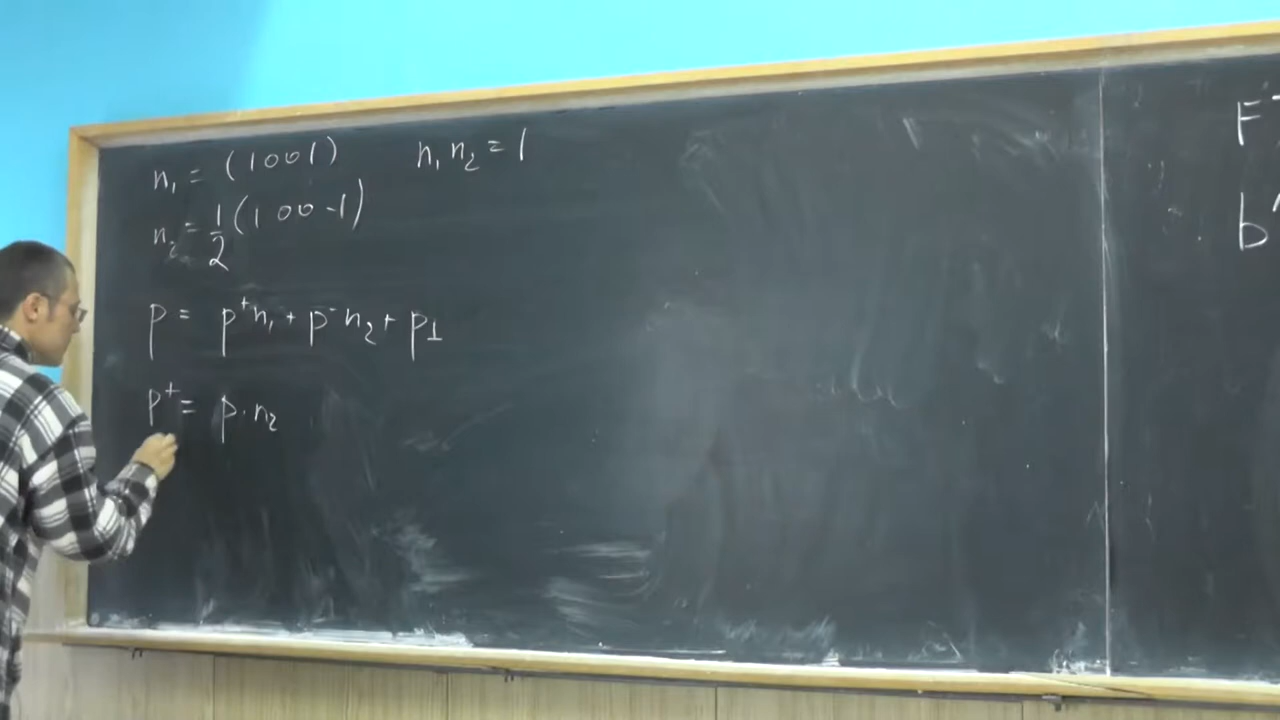 n₁ = (1 0 0 1)    n₁ n₂ = 1
n₂ = 1/2 (1 0 0 -1)
p = p⁺n₁ + p⁻n₂ + p⊥
p⁺ = p · n₂
F
b